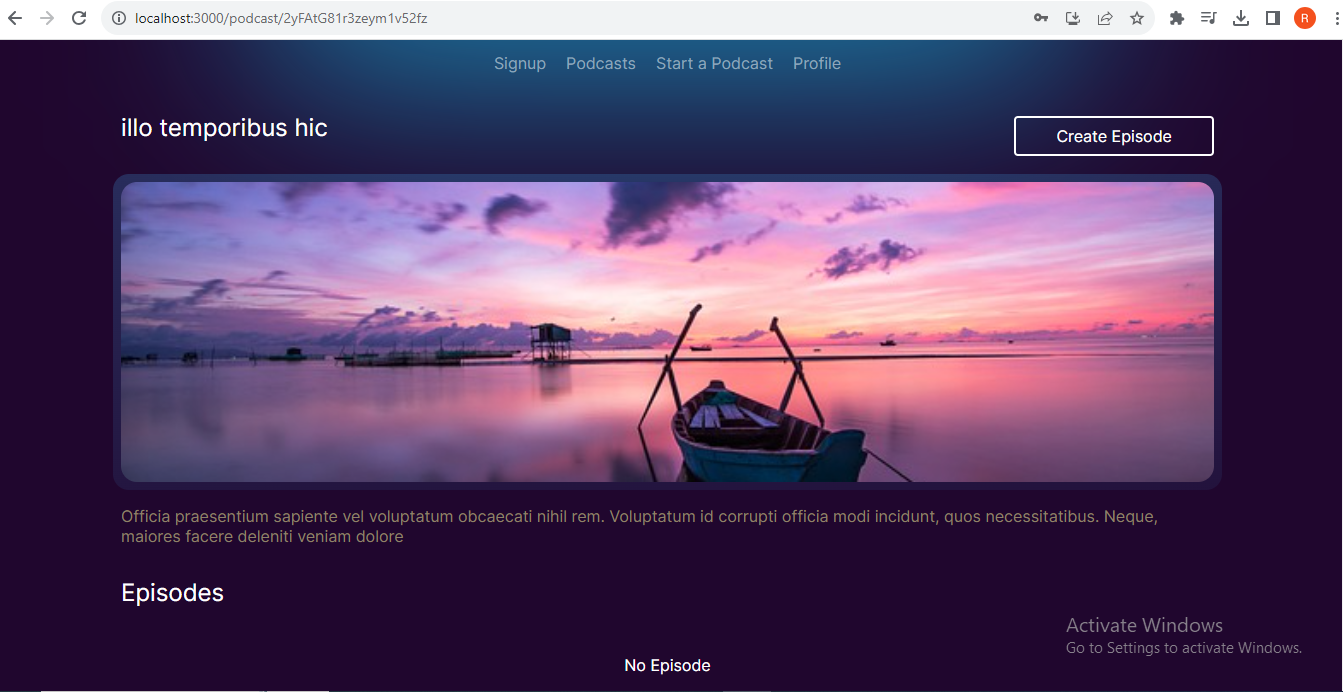 localhost:3000/podcast/2yFAtG81r3zeym1v52fz
R
Signup Podcasts Start a Podcast Profile
illo temporibus hic
Create Episode
Officia praesentium sapiente vel voluptatum obcaecati nihil rem. Voluptatum id corrupti officia modi incidunt, quos necessitatibus. Neque,
maiores facere deleniti veniam dolore
Episodes
Activate Windows
Go to Settings to activate Windows.
No Episode